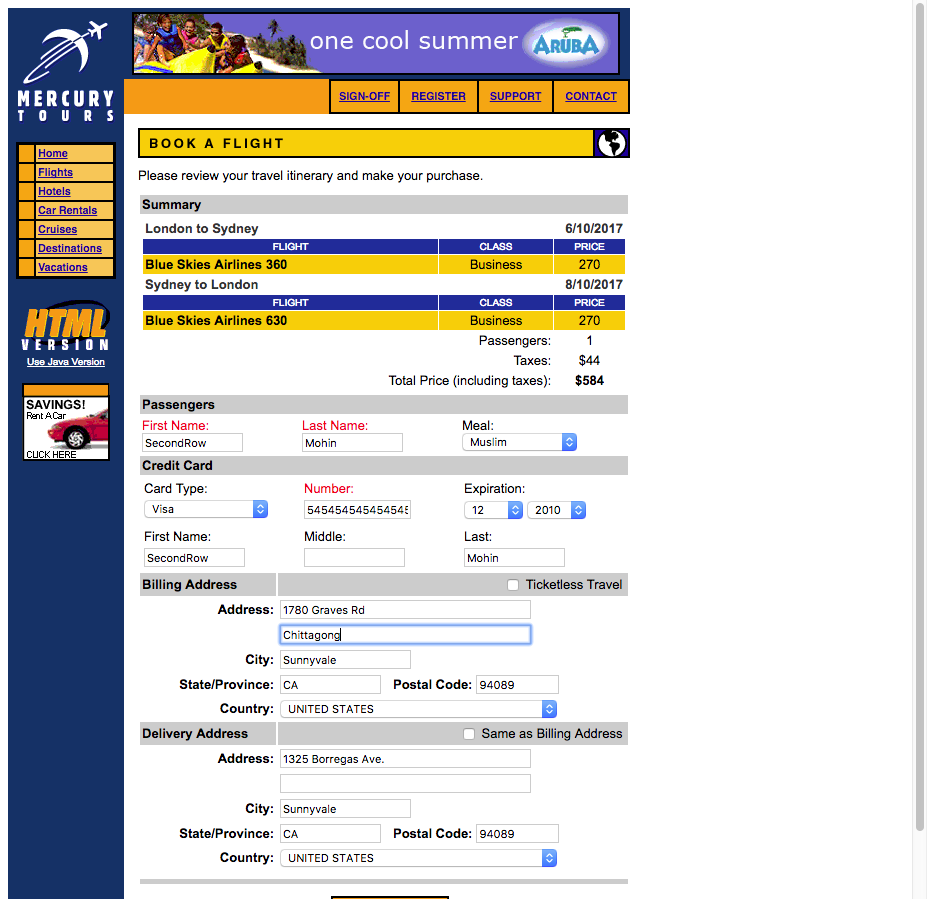 one cool summer ARUBA
MERCURY
TOURS
SIGN-OFF REGISTER SUPPORT CONTACT
BOOK A FLIGHT
Home
Flights
Hotels
Car Rentals
Cruises
Destinations
Vacations
HTML
VERSION
Use Java Version
SAVINGS!
Rent A Car
CLICK HERE
Please review your travel itinerary and make your purchase.
Summary
London to Sydney 6/10/2017
FLIGHT CLASS PRICE
Blue Skies Airlines 360 Business 270
Sydney to London 8/10/2017
FLIGHT CLASS PRICE
Blue Skies Airlines 630 Business 270
Passengers: 1
Taxes: $44
Total Price (including taxes): $584
Passengers
First Name: Last Name: Meal:
SecondRow Mohin Muslim
Credit Card
Card Type: Number: Expiration:
Visa 545454545454545 12 2010
First Name: Middle: Last:
SecondRow Mohin
Billing Address Ticketless Travel
Address: 1780 Graves Rd
Chittagong
City: Sunnyvale
State/Province: CA Postal Code: 94089
Country: UNITED STATES
Delivery Address Same as Billing Address
Address: 1325 Borregas Ave.
City: Sunnyvale
State/Province: CA Postal Code: 94089
Country: UNITED STATES